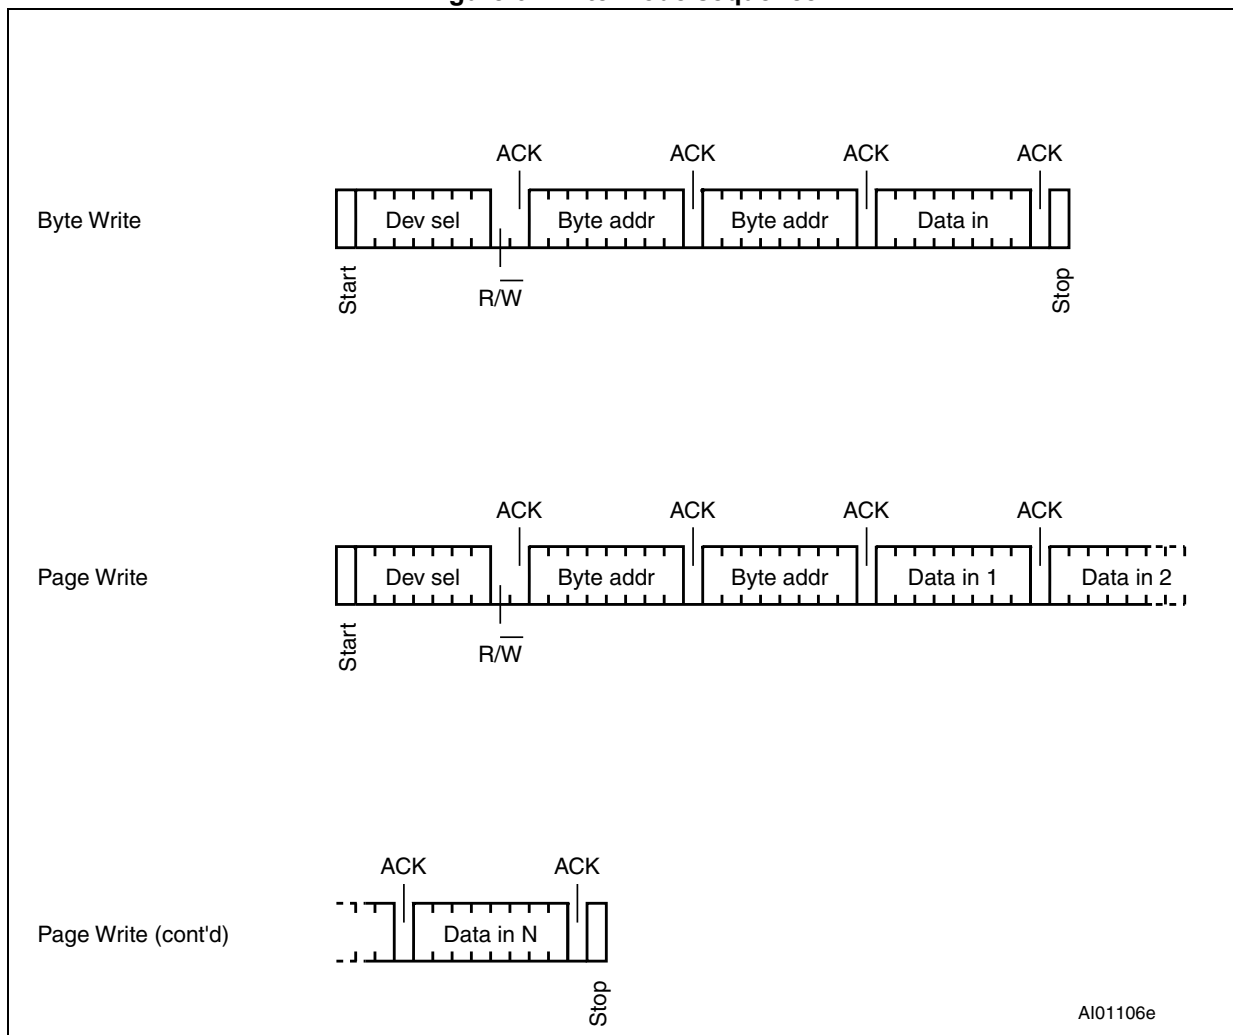 ACK ACK ACK ACK
Byte Write Dev sel Byte addr Byte addr Data in
Start R/W̅ Stop
ACK ACK ACK ACK
Page Write Dev sel Byte addr Byte addr Data in 1 Data in 2
Start R/W̅
ACK ACK
Page Write (cont'd) Data in N
Stop
AI01106e